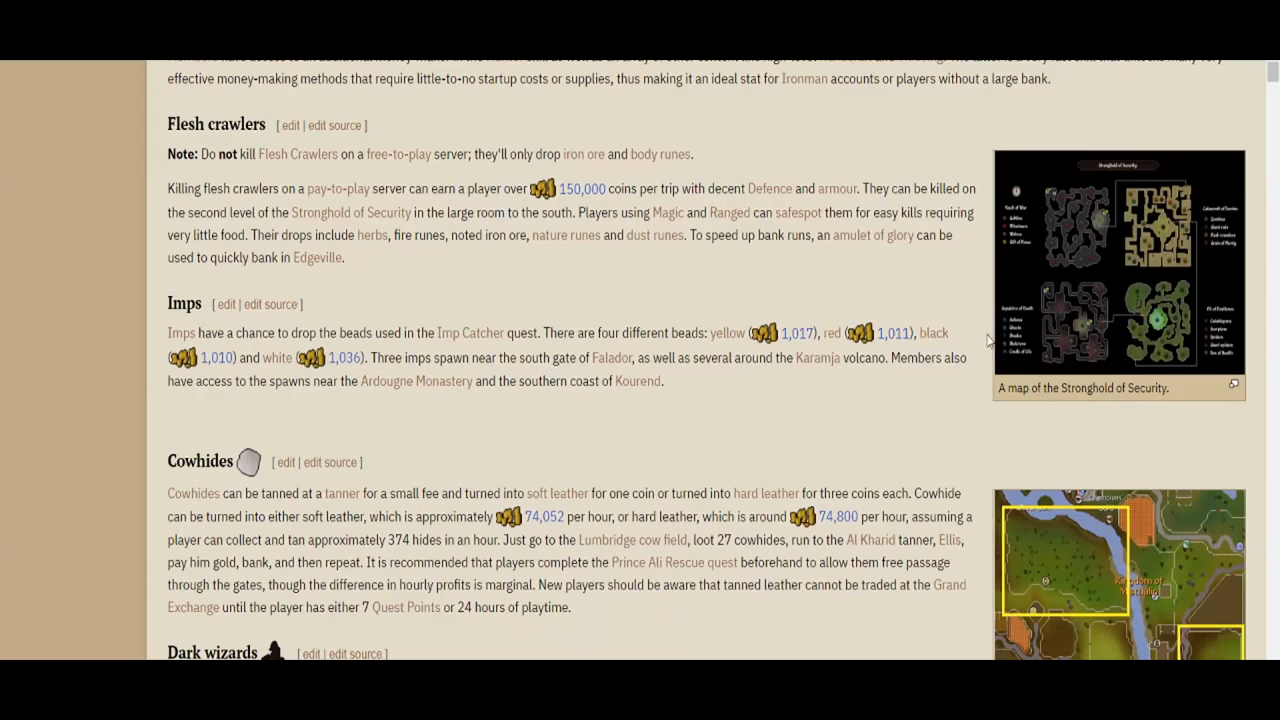 effective money-making methods that require little-to-no startup costs or supplies, thus making it an ideal stat for Ironman accounts or players without a large bank.
Flesh crawlers [ edit | edit source ]
Note: Do not kill Flesh Crawlers on a free-to-play server; they'll only drop iron ore and body runes.
Killing flesh crawlers on a pay-to-play server can earn a player over 150,000 coins per trip with decent Defence and armour. They can be killed on
the second level of the Stronghold of Security in the large room to the south. Players using Magic and Ranged can safespot them for easy kills requiring
very little food. Their drops include herbs, fire runes, noted iron ore, nature runes and dust runes. To speed up bank runs, an amulet of glory can be
used to quickly bank in Edgeville.
Stronghold of Security
A map of the Stronghold of Security.
Imps [ edit | edit source ]
Imps have a chance to drop the beads used in the Imp Catcher quest. There are four different beads: yellow ( 1,017), red ( 1,011), black
( 1,010) and white ( 1,036). Three imps spawn near the south gate of Falador, as well as several around the Karamja volcano. Members also
have access to the spawns near the Ardougne Monastery and the southern coast of Kourend.
Cowhides [ edit | edit source ]
Cowhides can be tanned at a tanner for a small fee and turned into soft leather for one coin or turned into hard leather for three coins each. Cowhide
can be turned into either soft leather, which is approximately 74,052 per hour, or hard leather, which is around 74,800 per hour, assuming a
player can collect and tan approximately 374 hides in an hour. Just go to the Lumbridge cow field, loot 27 cowhides, run to the Al Kharid tanner, Ellis,
pay him gold, bank, and then repeat. It is recommended that players complete the Prince Ali Rescue quest beforehand to allow them free passage
through the gates, though the difference in hourly profits is marginal. New players should be aware that tanned leather cannot be traded at the Grand
Exchange until the player has either 7 Quest Points or 24 hours of playtime.
Kingdom of
Dark wizards [ edit | edit source ]